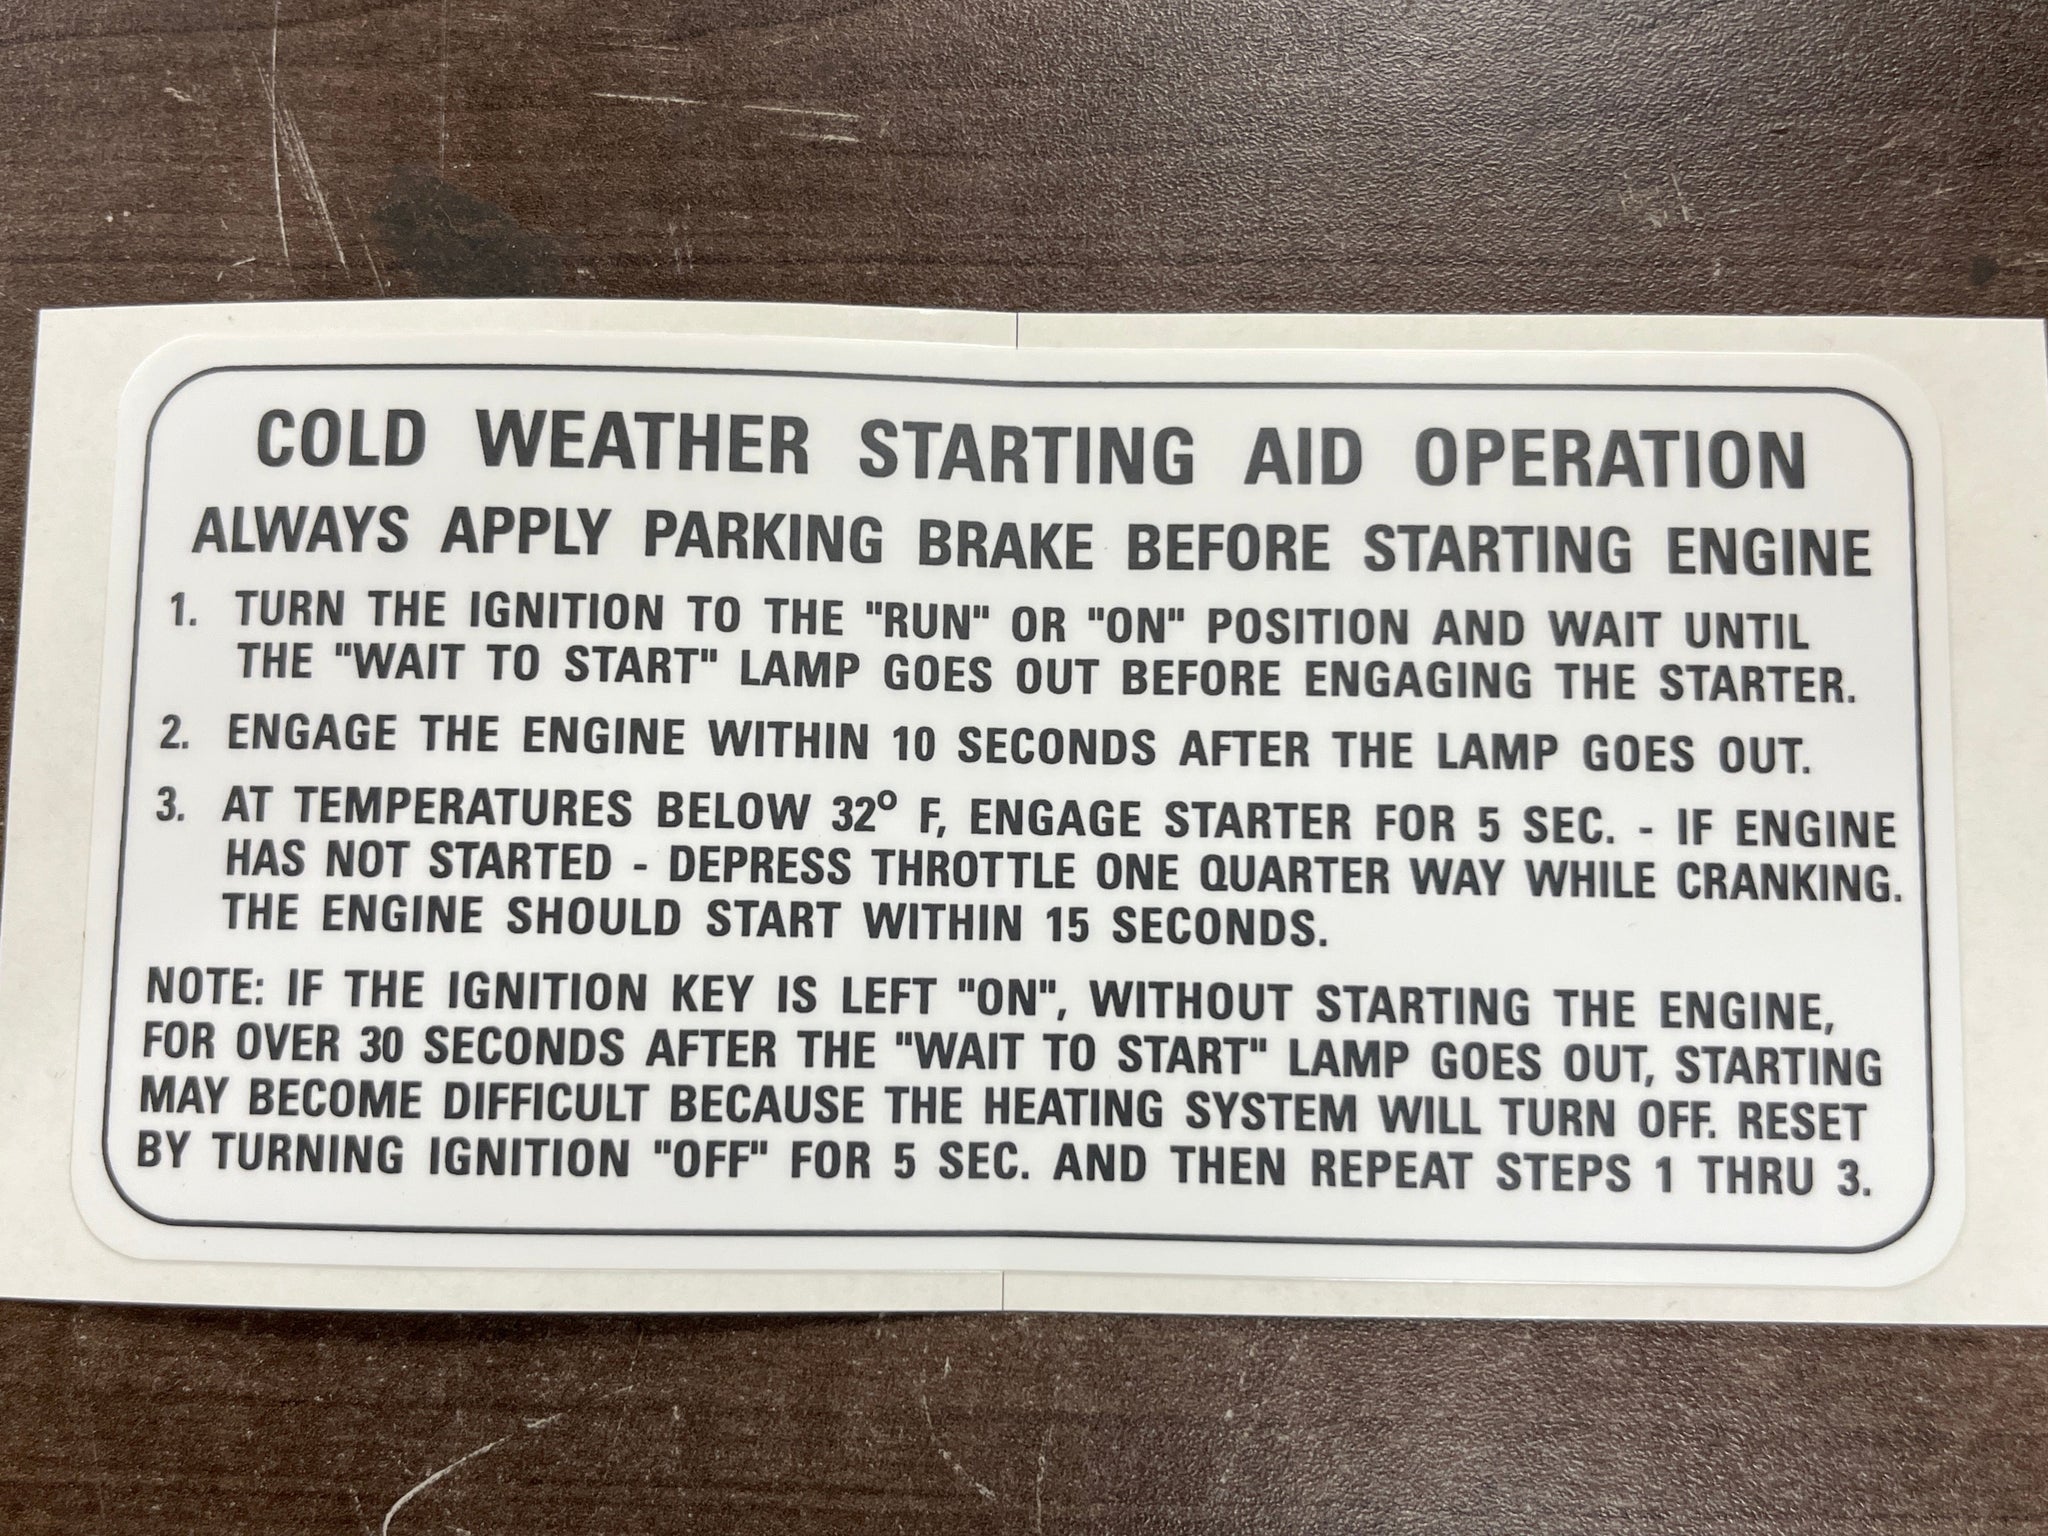 COLD WEATHER STARTING AID OPERATION
ALWAYS APPLY PARKING BRAKE BEFORE STARTING ENGINE
1. TURN THE IGNITION TO THE "RUN" OR "ON" POSITION AND WAIT UNTIL
THE "WAIT TO START" LAMP GOES OUT BEFORE ENGAGING THE STARTER.
2. ENGAGE THE ENGINE WITHIN 10 SECONDS AFTER THE LAMP GOES OUT.
3. AT TEMPERATURES BELOW 32° F, ENGAGE STARTER FOR 5 SEC. - IF ENGINE
HAS NOT STARTED - DEPRESS THROTTLE ONE QUARTER WAY WHILE CRANKING.
THE ENGINE SHOULD START WITHIN 15 SECONDS.
NOTE: IF THE IGNITION KEY IS LEFT "ON", WITHOUT STARTING THE ENGINE,
FOR OVER 30 SECONDS AFTER THE "WAIT TO START" LAMP GOES OUT, STARTING
MAY BECOME DIFFICULT BECAUSE THE HEATING SYSTEM WILL TURN OFF. RESET
BY TURNING IGNITION "OFF" FOR 5 SEC. AND THEN REPEAT STEPS 1 THRU 3.